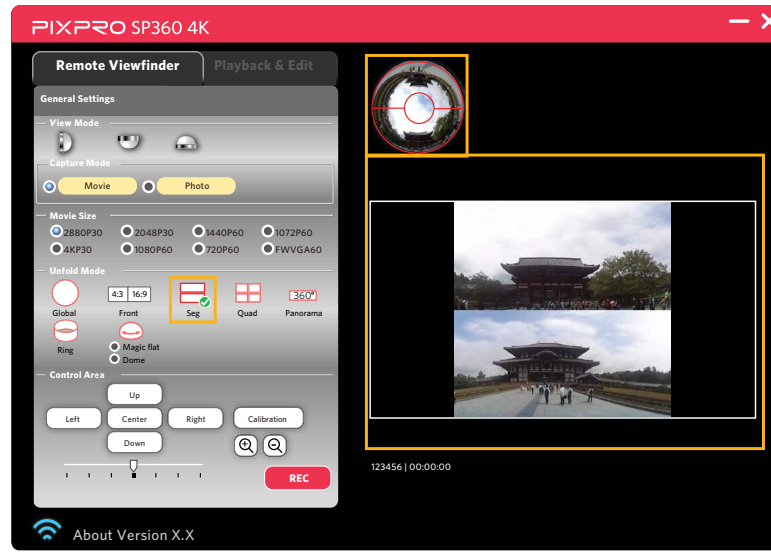 PIXPRO SP360 4K
Remote Viewfinder Playback & Edit
General Settings
View Mode
Capture Mode
Movie Photo
Movie Size
2880P30 2048P30 1440P60 1072P60
4KP30 1080P60 720P60 FWVGA60
Unfold Mode
4:3 16:9 360°
Global Front Seg Quad Panorama
Ring
Magic flat
Dome
Control Area
Up
Left Center Right Calibration
Down
REC
123456 | 00:00:00
About Version X.X